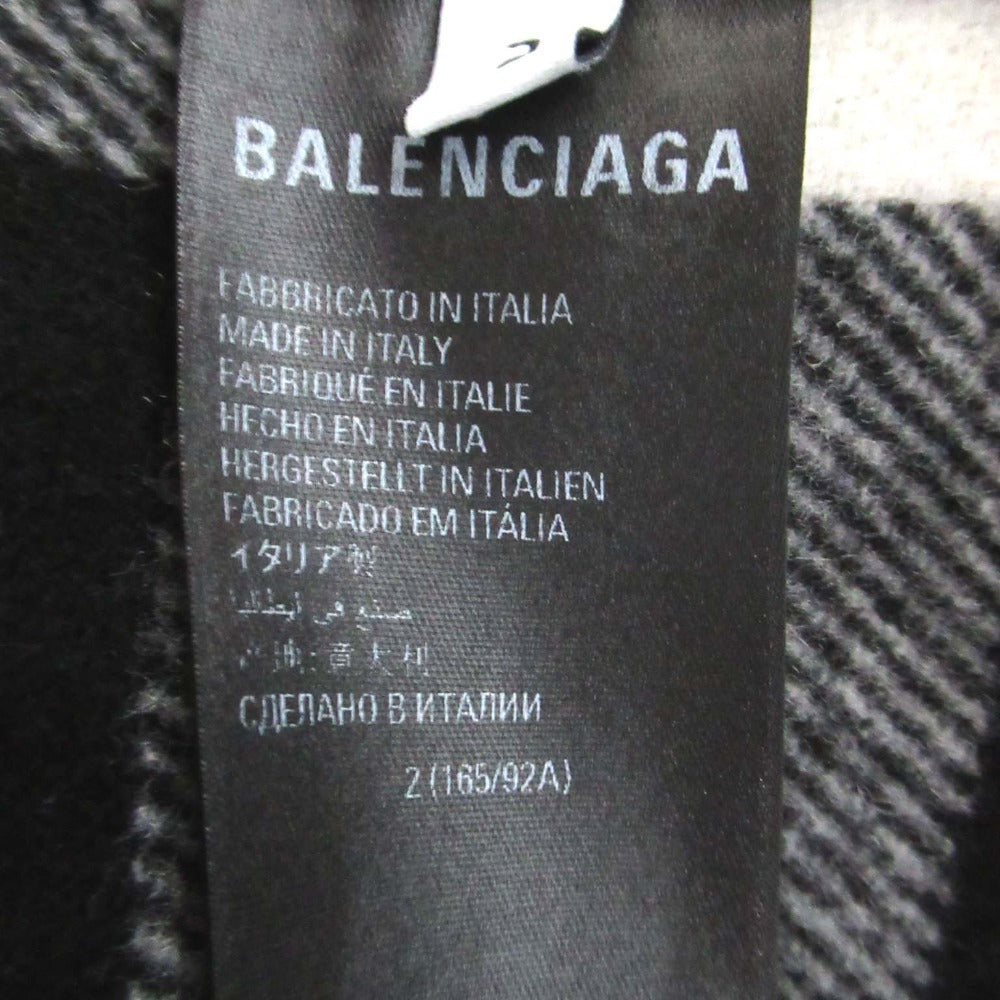 BALENCIAGA
FABBRICATO IN ITALIA
MADE IN ITALY
FABRIQUÉ EN ITALIE
HECHO EN ITALIA
HERGESTELLT IN ITALIEN
FABRICADO EM ITÁLIA
イタリア製
صنع في ايطاليا
产地:意大利
СДЕЛАНО В ИТАЛИИ
2 (165/92A)